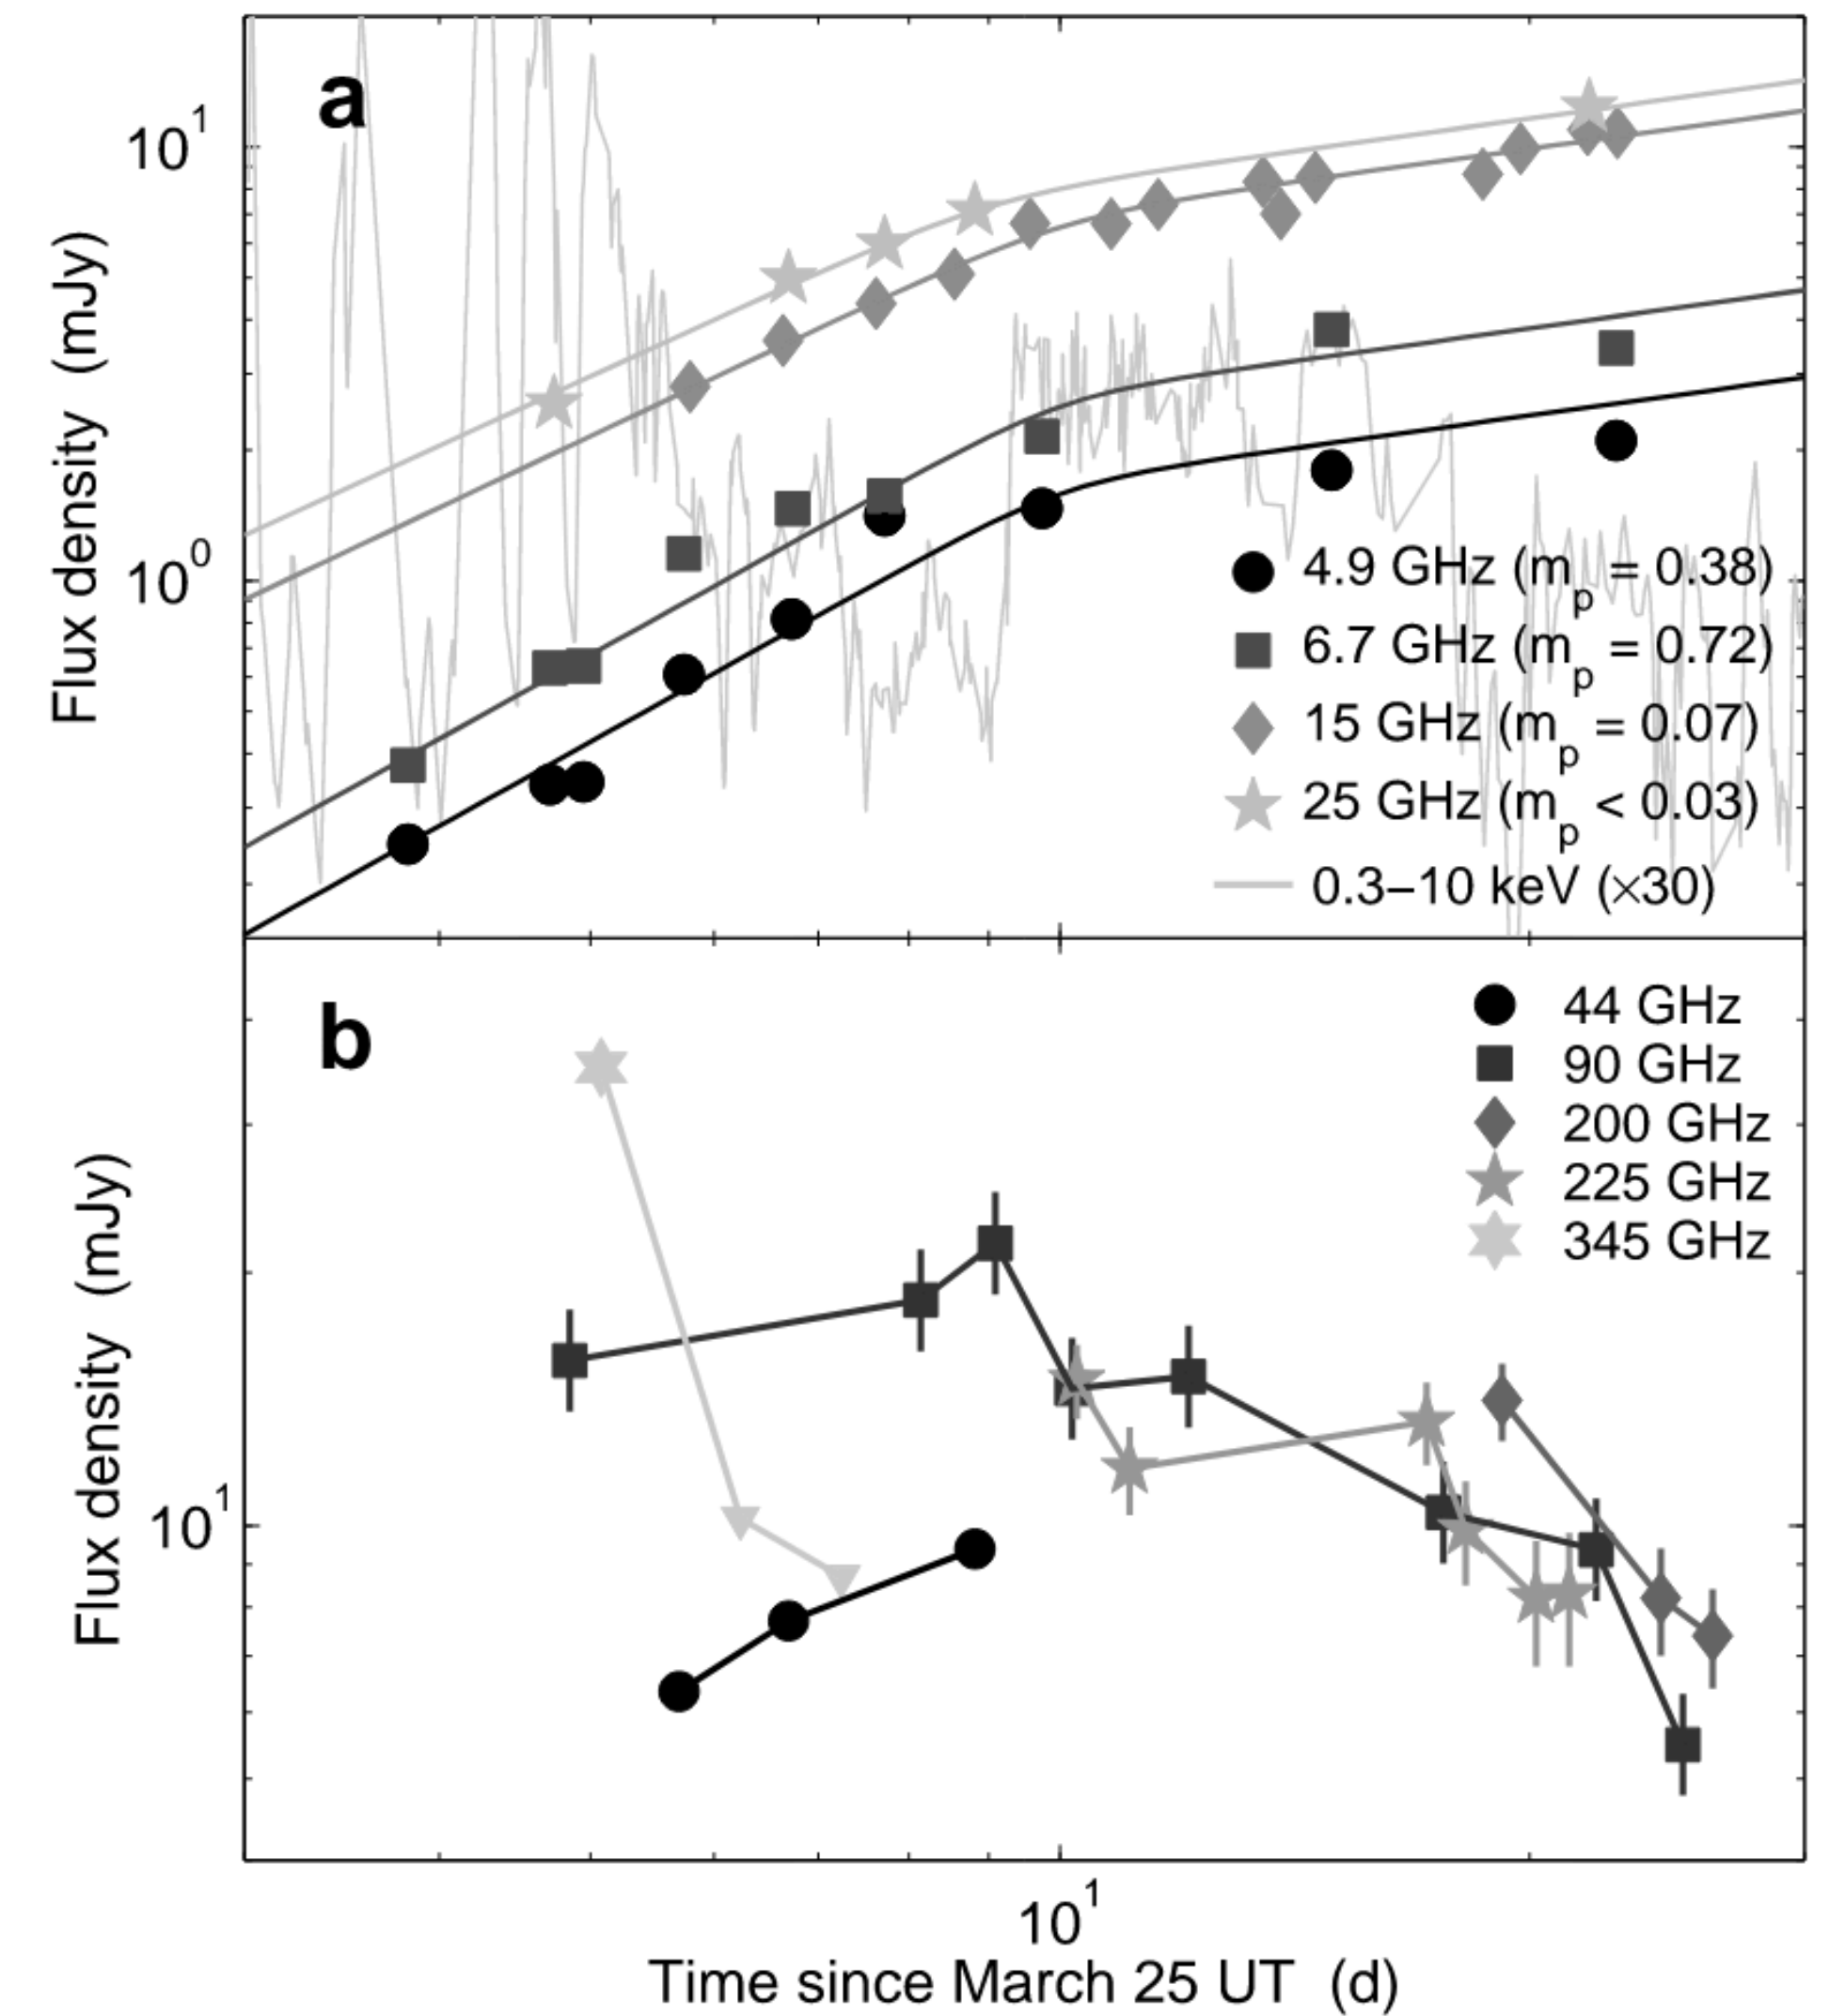 a
10^1
10^0
Flux density (mJy)
4.9 GHz (m_p = 0.38)
6.7 GHz (m_p = 0.72)
15 GHz (m_p = 0.07)
25 GHz (m_p < 0.03)
0.3–10 keV (×30)
b
44 GHz
90 GHz
200 GHz
225 GHz
345 GHz
10^1
Flux density (mJy)
10^1
Time since March 25 UT (d)